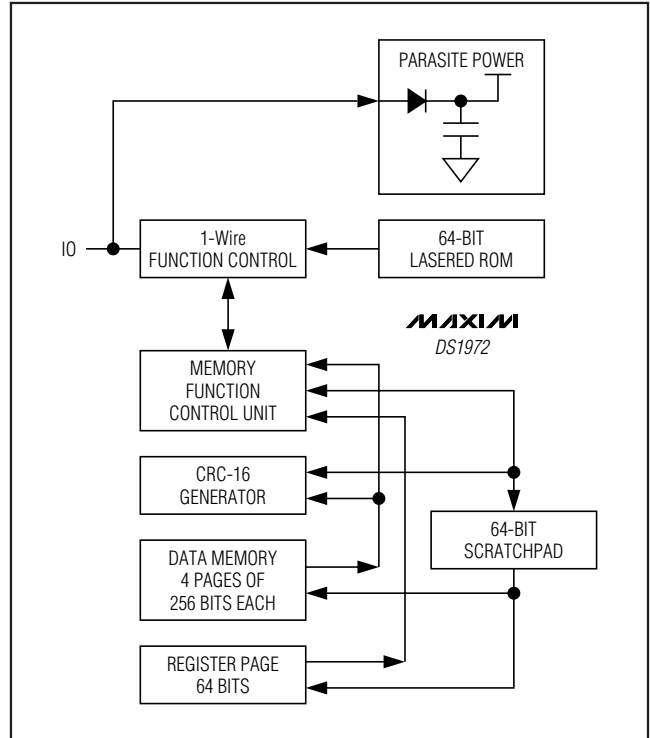 PARASITE POWER
IO
1-Wire
FUNCTION CONTROL
64-BIT
LASERED ROM
MAXIM
DS1972
MEMORY
FUNCTION
CONTROL UNIT
CRC-16
GENERATOR
64-BIT
SCRATCHPAD
DATA MEMORY
4 PAGES OF
256 BITS EACH
REGISTER PAGE
64 BITS